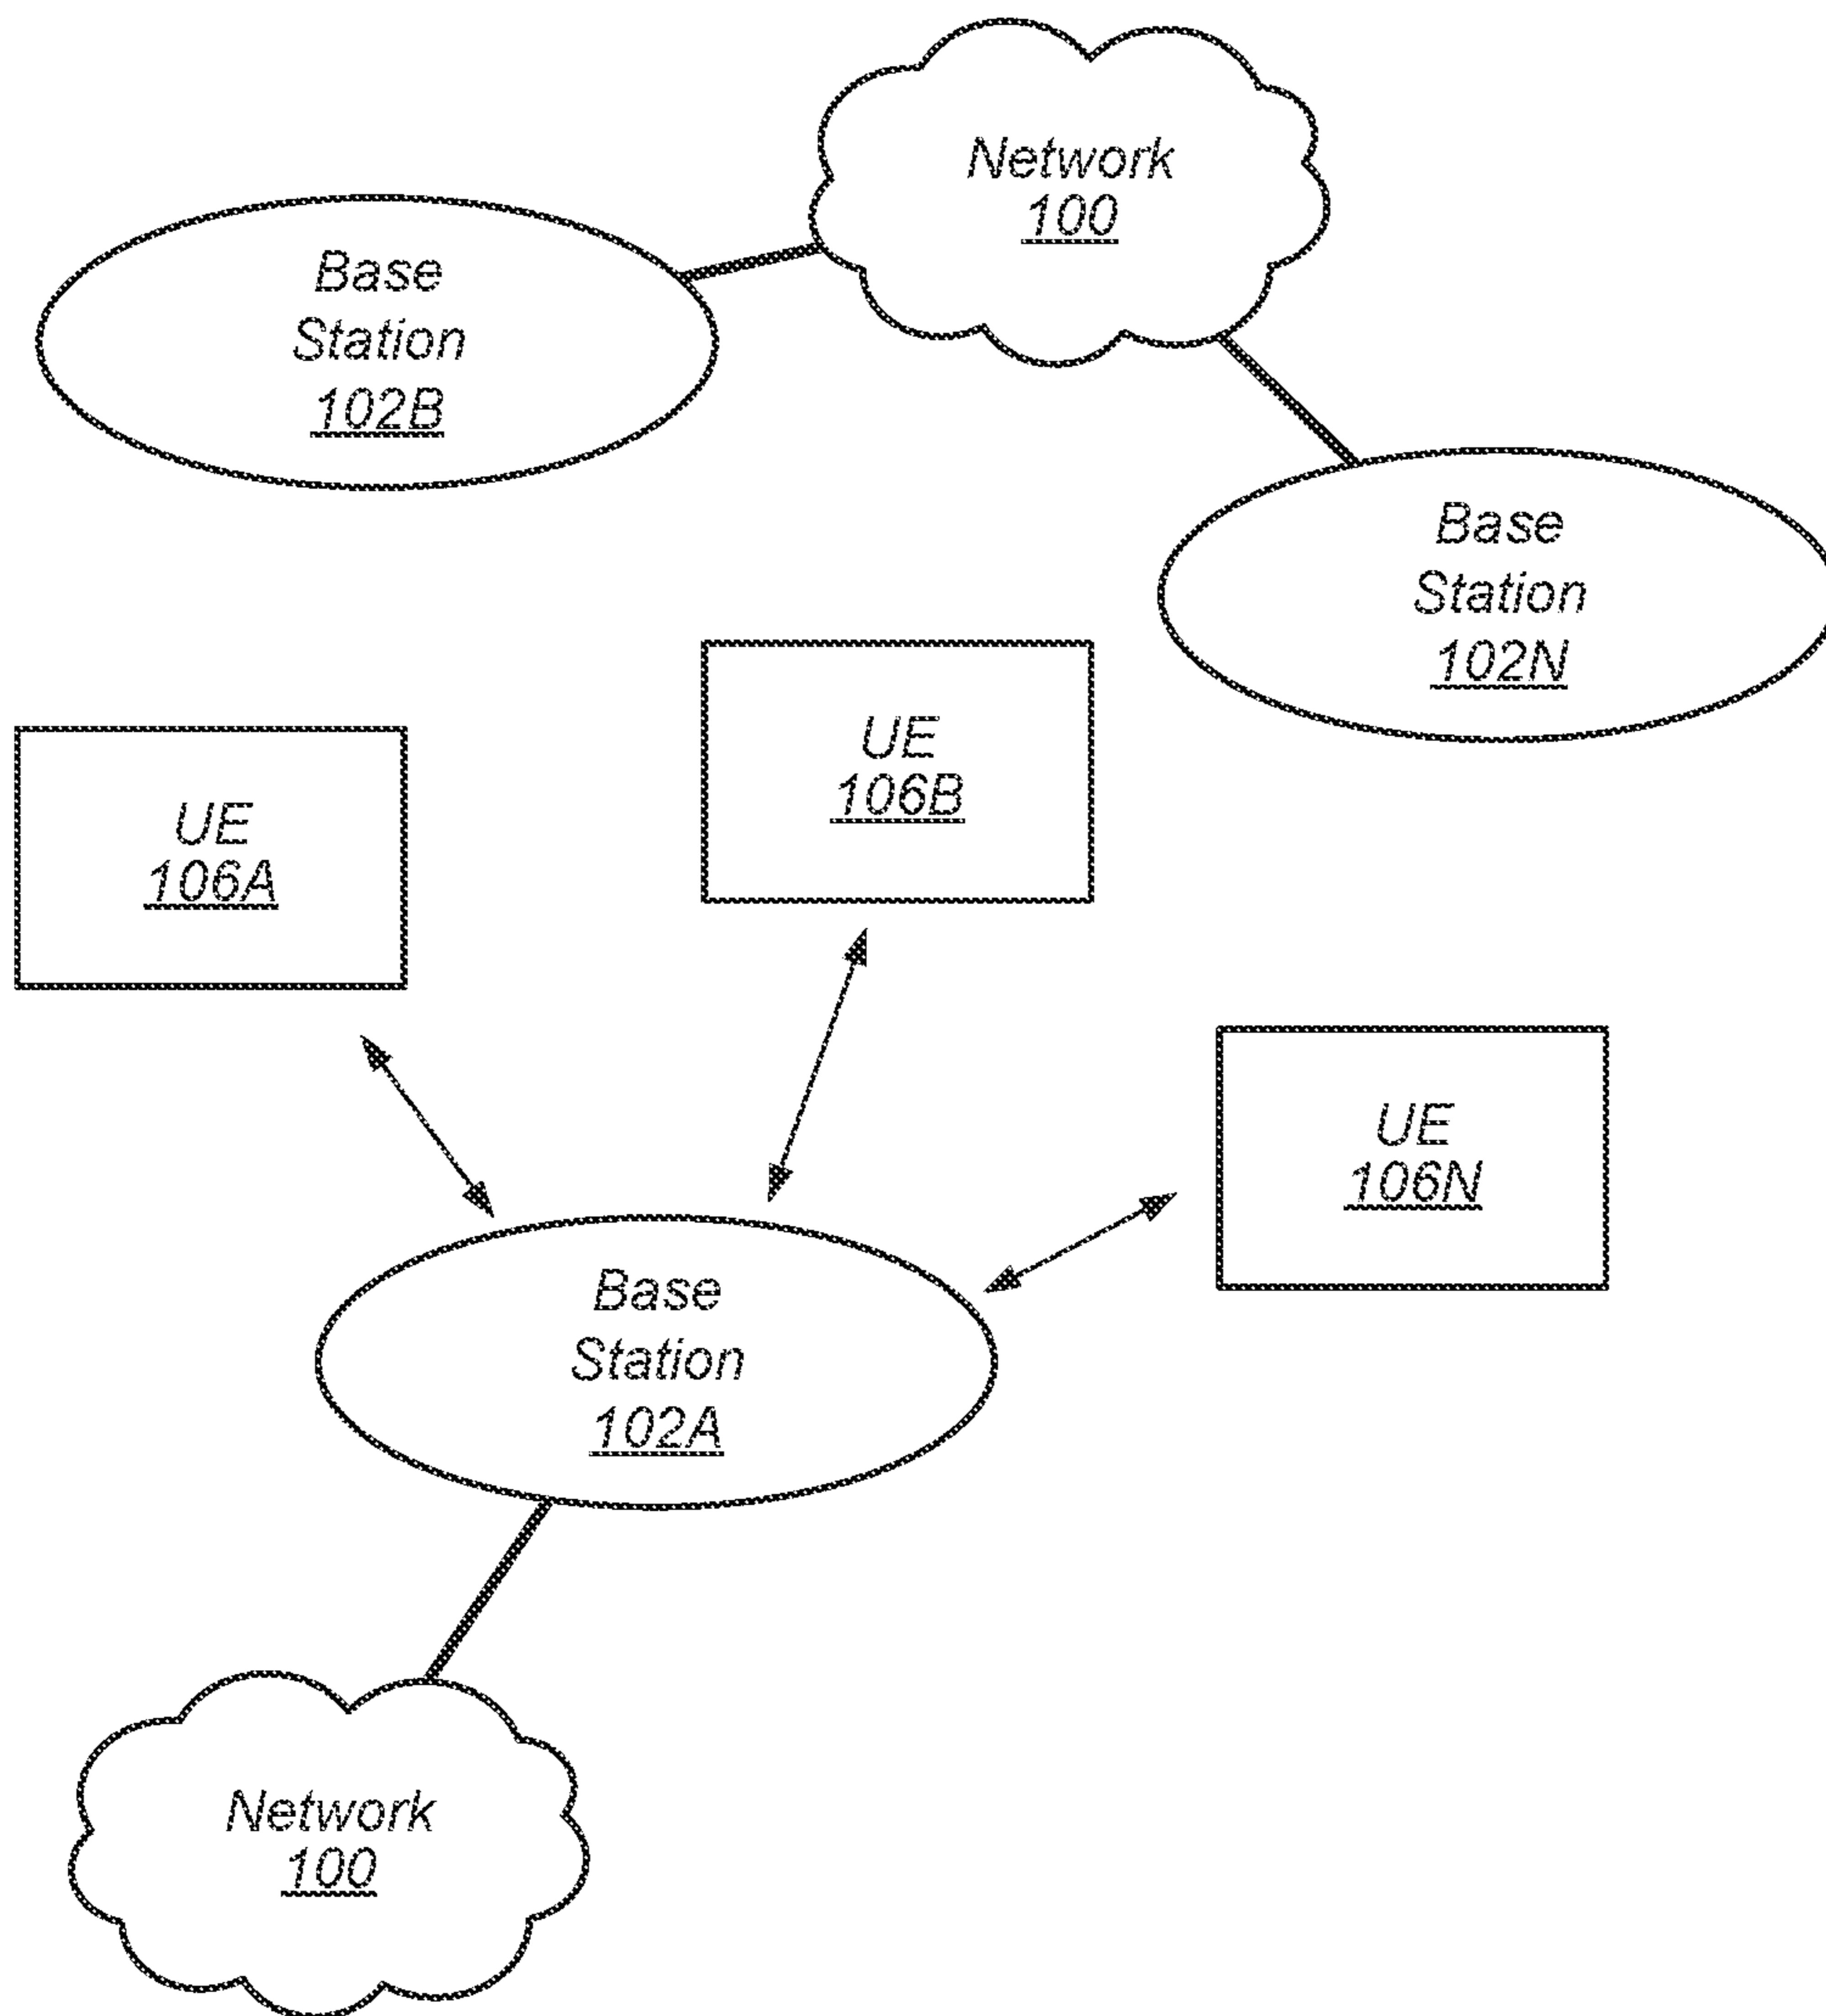 Network
100
Base
Station
102B
Base
Station
102N
UE
106B
UE
106A
UE
106N
Base
Station
102A
Network
100